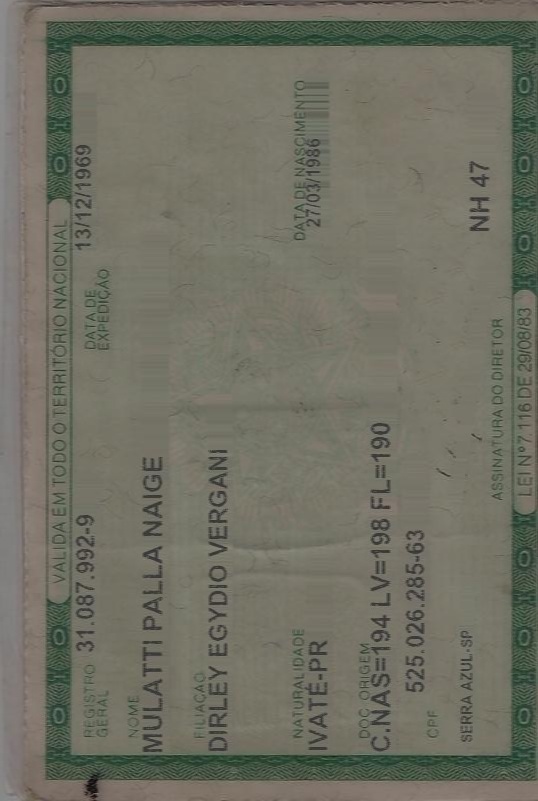 VÁLIDA EM TODO O TERRITÓRIO NACIONAL
REGISTRO GERAL 31.087.992-9 DATA DE EXPEDIÇÃO 13/12/1969
NOME
MULATTI PALLA NAIGE
FILIAÇÃO
DIRLEY EGYDIO VERGANI
NATURALIDADE DATA DE NASCIMENTO
IVATÉ-PR 27/03/1986
DOC ORIGEM
C.NAS=194 LV=198 FL=190
525.026.285-63
CPF
SERRA AZUL-SP NH 47
ASSINATURA DO DIRETOR
LEI Nº 7.116 DE 29/08/83